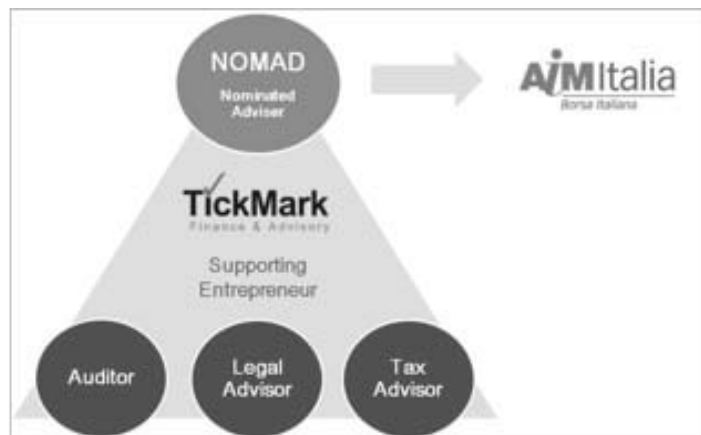 NOMAD
Nominated
Adviser
AiMItalia
Borsa Italiana
TickMark
Finance & Advisory
Supporting
Entrepreneur
Auditor
Legal
Advisor
Tax
Advisor